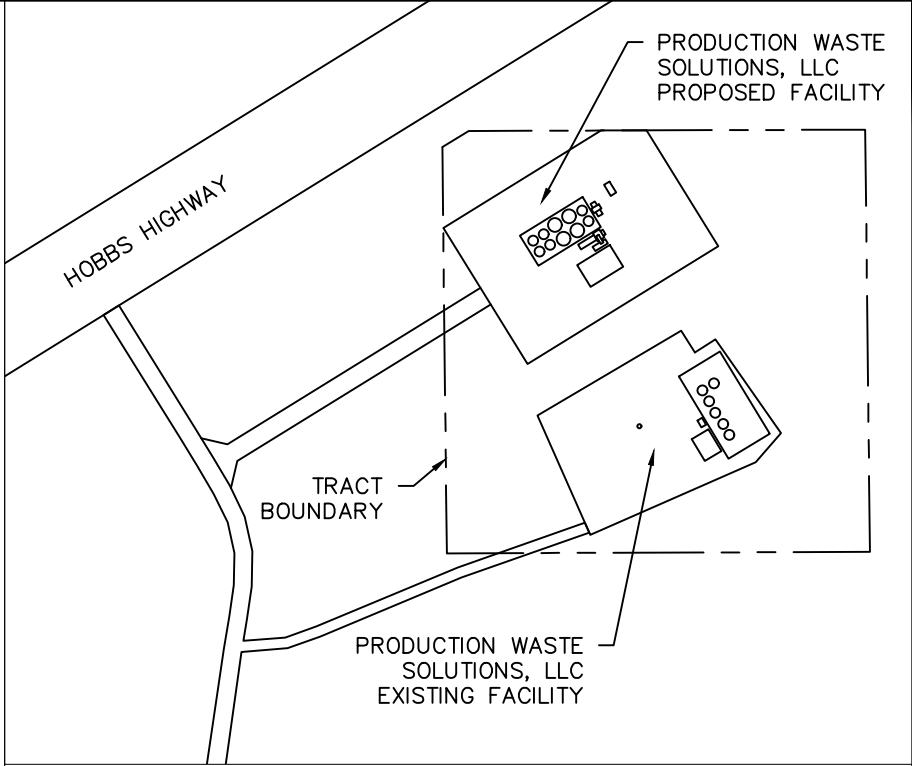 PRODUCTION WASTE
SOLUTIONS, LLC
PROPOSED FACILITY
HOBBS HIGHWAY
TRACT
BOUNDARY
PRODUCTION WASTE
SOLUTIONS, LLC
EXISTING FACILITY